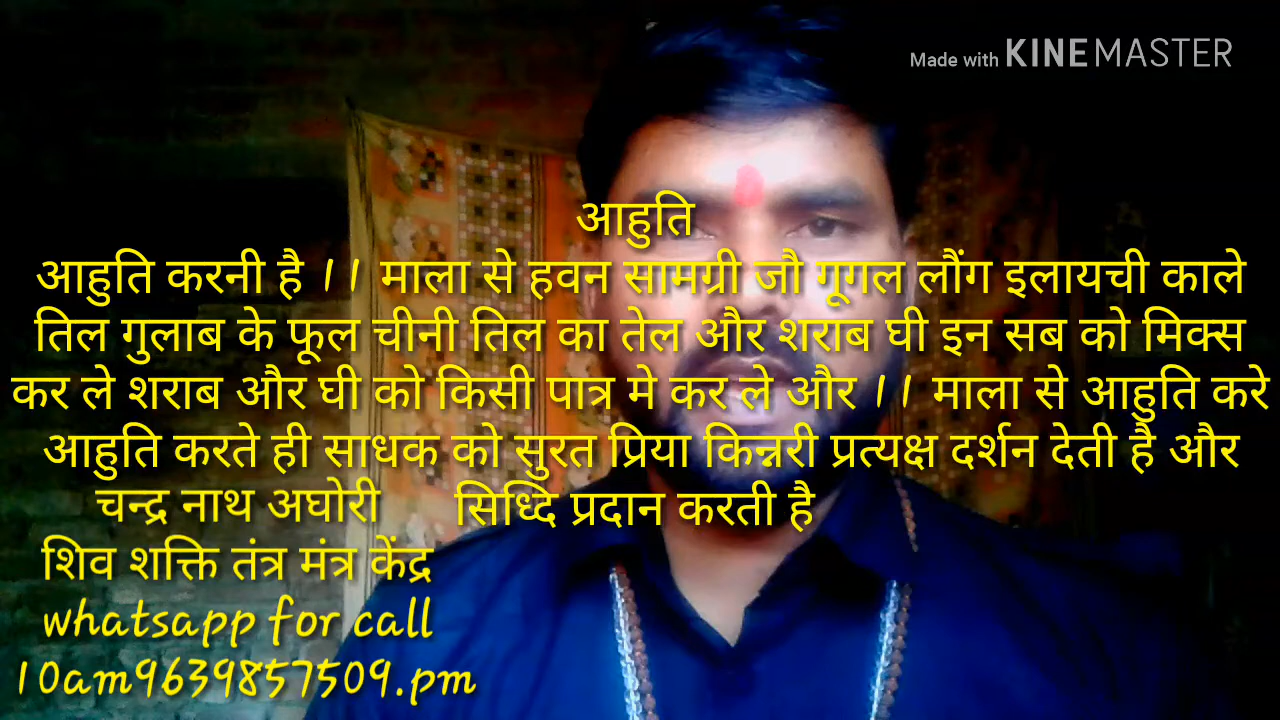 Made with KINEMASTER
आहुति
आहुति करनी है 11 माला से हवन सामग्री जौ गूगल लौंग इलायची काले
तिल गुलाब के फूल चीनी तिल का तेल और शराब घी इन सब को मिक्स
कर ले शराब और घी को किसी पात्र मे कर ले और 11 माला से आहुति करे
आहुति करते ही साधक को सुरत प्रिया किन्नरी प्रत्यक्ष दर्शन देती है और
सिध्दि प्रदान करती है
चन्द्र नाथ अघोरी
शिव शक्ति तंत्र मंत्र केंद्र
whatsapp for call
10am9639857509.pm